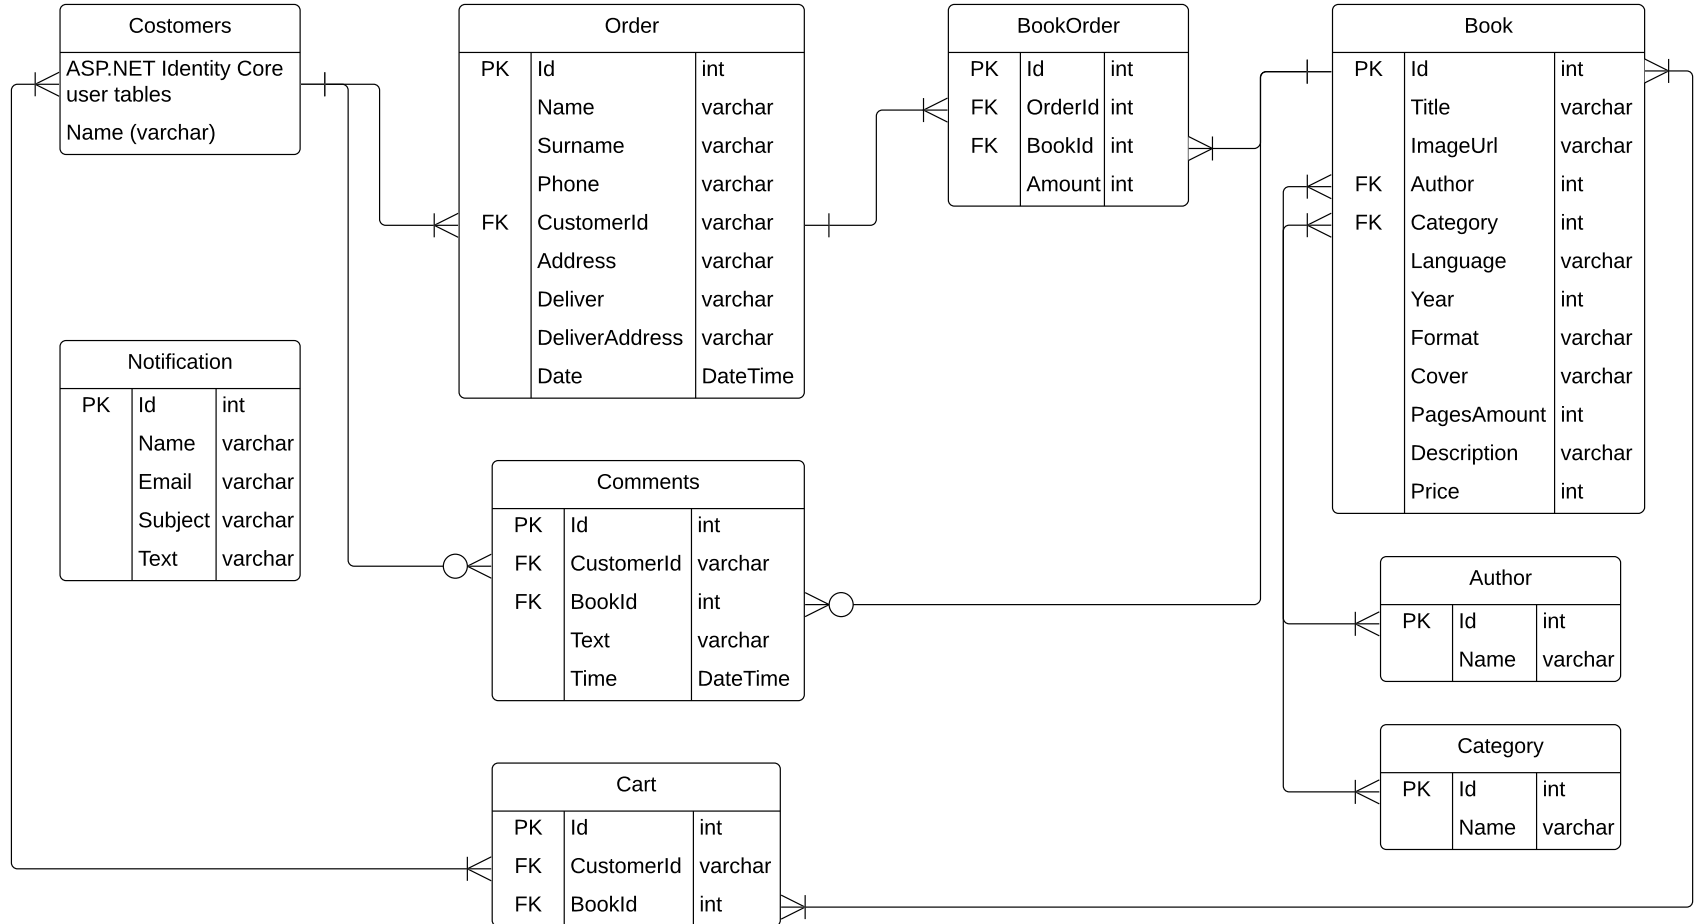 Costomers
ASP.NET Identity Core
user tables
Name (varchar)
Order
PK Id int
Name varchar
Surname varchar
Phone varchar
FK CustomerId varchar
Address varchar
Deliver varchar
DeliverAddress varchar
Date DateTime
BookOrder
PK Id int
FK OrderId int
FK BookId int
Amount int
Book
PK Id int
Title varchar
ImageUrl varchar
FK Author int
FK Category int
Language varchar
Year int
Format varchar
Cover varchar
PagesAmount int
Description varchar
Price int
Notification
PK Id int
Name varchar
Email varchar
Subject varchar
Text varchar
Comments
PK Id int
FK CustomerId varchar
FK BookId int
Text varchar
Time DateTime
Author
PK Id int
Name varchar
Category
PK Id int
Name varchar
Cart
PK Id int
FK CustomerId varchar
FK BookId int